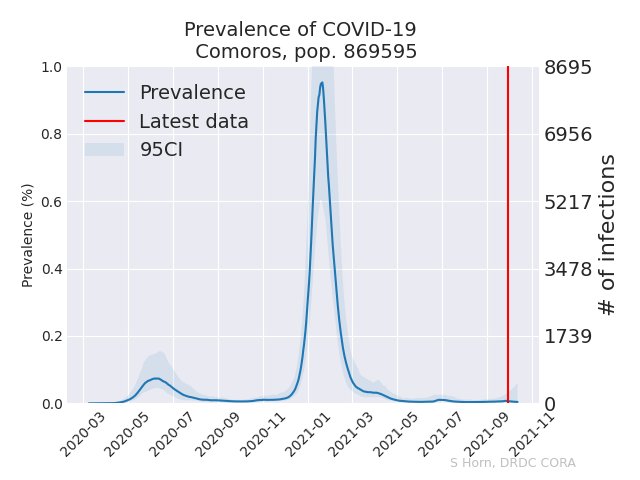 Prevalence of COVID-19
Comoros, pop. 869595
Prevalence
Latest data
95CI
Prevalence (%)
1.0
0.8
0.6
0.4
0.2
0.0
8695
6956
5217
3478
1739
0
# of infections
2020-03
2020-05
2020-07
2020-09
2020-11
2021-01
2021-03
2021-05
2021-07
2021-09
2021-11
S Horn, DRDC CORA